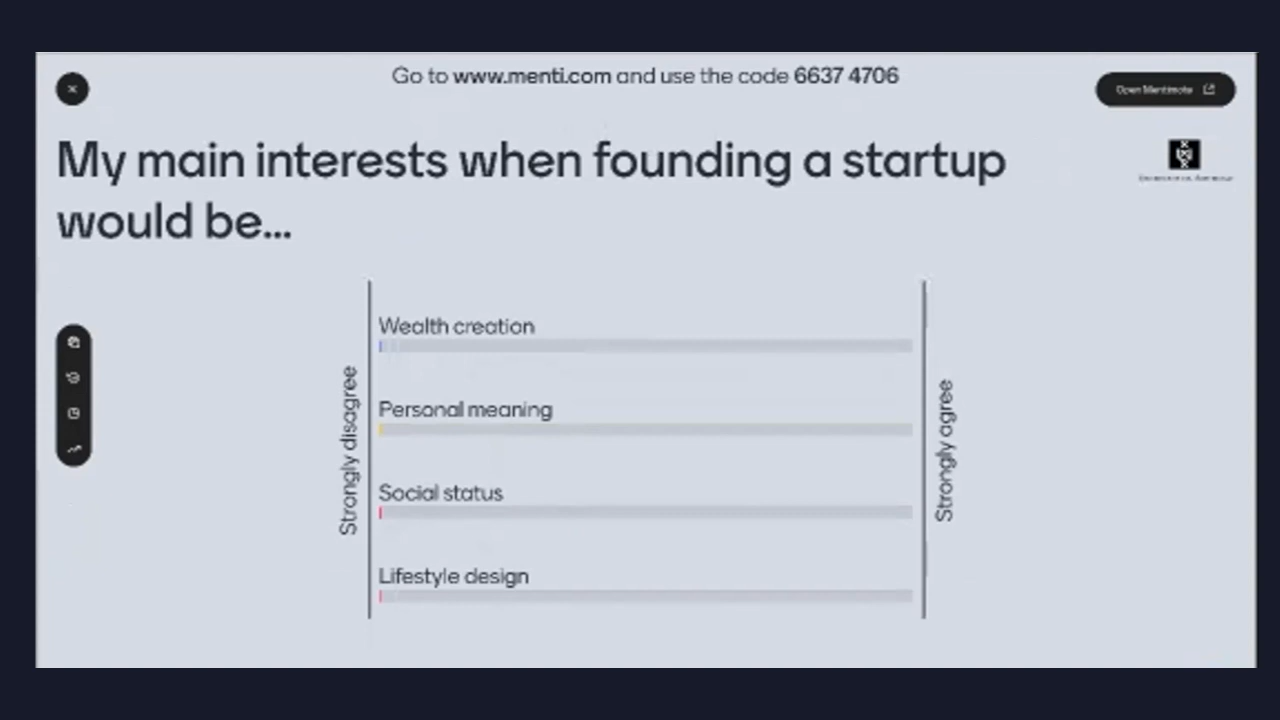 Go to www.menti.com and use the code 6637 4706
Open Mentimote
My main interests when founding a startup
would be...
Strongly disagree
Wealth creation
Personal meaning
Social status
Lifestyle design
Strongly agree